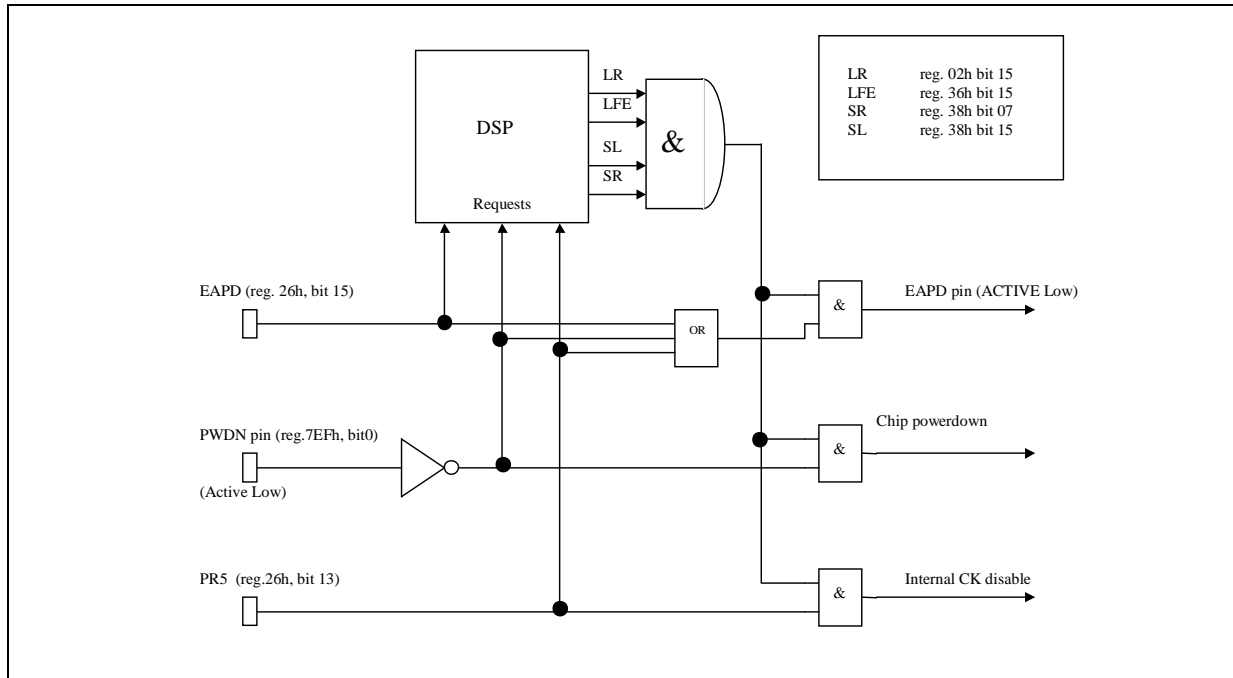 LR
LFE
DSP
SL
SR
Requests
&
LR reg. 02h bit 15
LFE reg. 36h bit 15
SR reg. 38h bit 07
SL reg. 38h bit 15
EAPD (reg. 26h, bit 15)
OR
&
EAPD pin (ACTIVE Low)
PWDN pin (reg.7EFh, bit0)
(Active Low)
&
Chip powerdown
PR5 (reg.26h, bit 13)
&
Internal CK disable